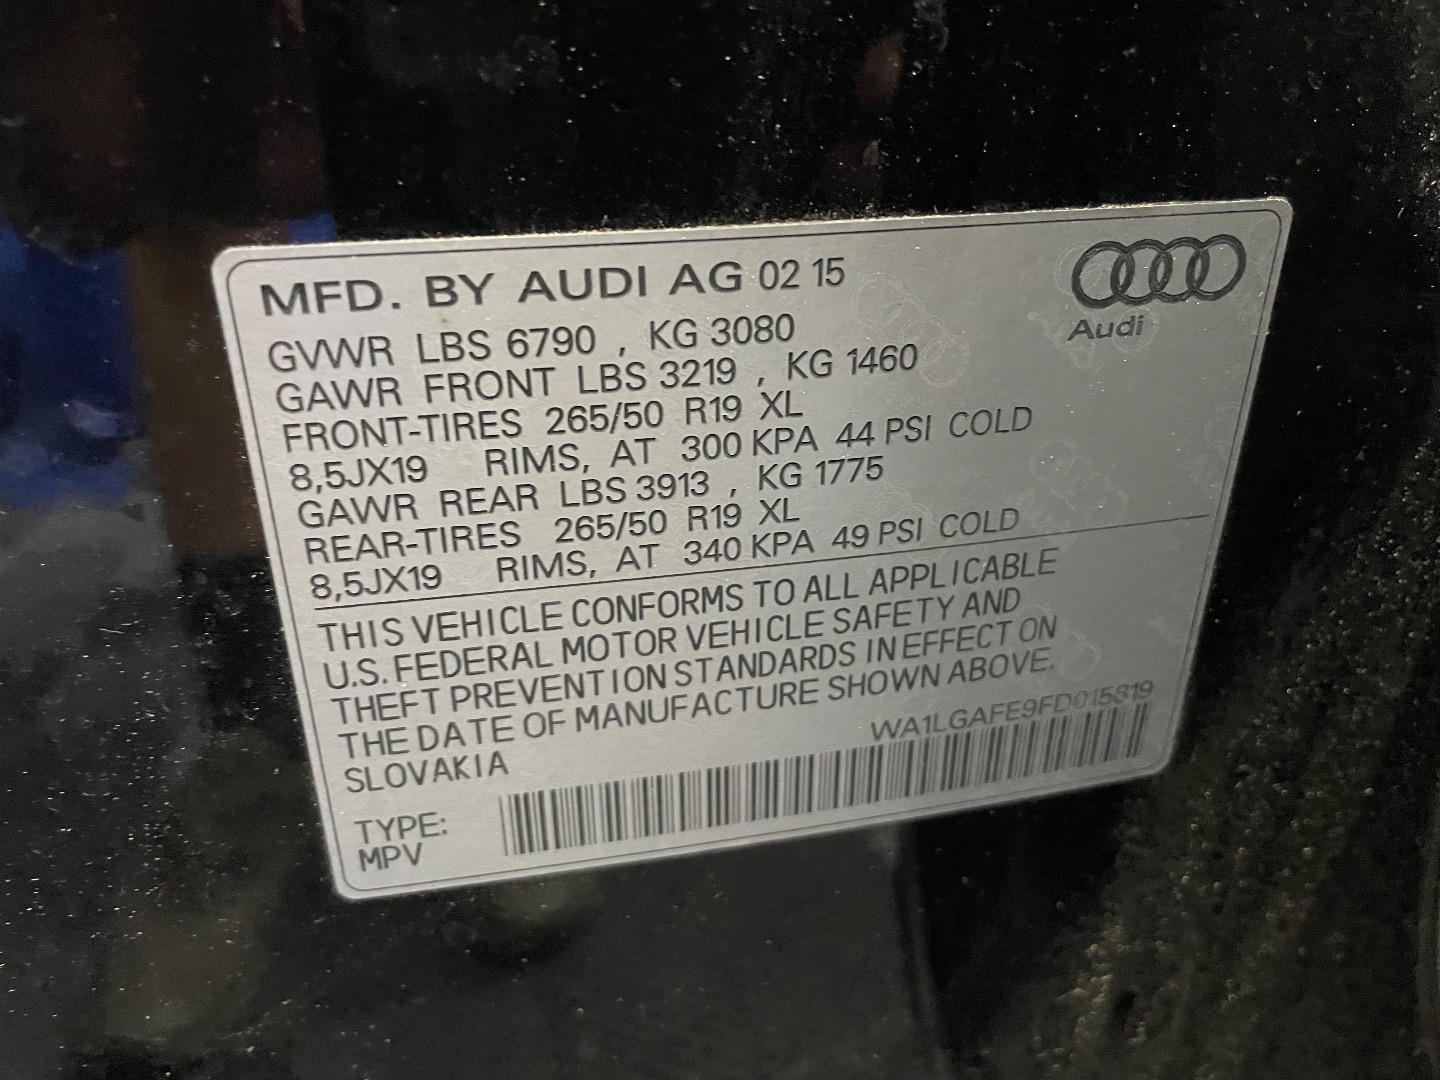 MFD. BY AUDI AG 02 15
Audi
GVWR LBS 6790 , KG 3080
GAWR FRONT LBS 3219 , KG 1460
FRONT-TIRES 265/50 R19 XL
8,5JX19 RIMS, AT 300 KPA 44 PSI COLD
GAWR REAR LBS 3913 , KG 1775
REAR-TIRES 265/50 R19 XL
8,5JX19 RIMS, AT 340 KPA 49 PSI COLD
THIS VEHICLE CONFORMS TO ALL APPLICABLE
U.S. FEDERAL MOTOR VEHICLE SAFETY AND
THEFT PREVENTION STANDARDS IN EFFECT ON
THE DATE OF MANUFACTURE SHOWN ABOVE.
SLOVAKIA
WA1LGAFE9FD015819
TYPE:
MPV